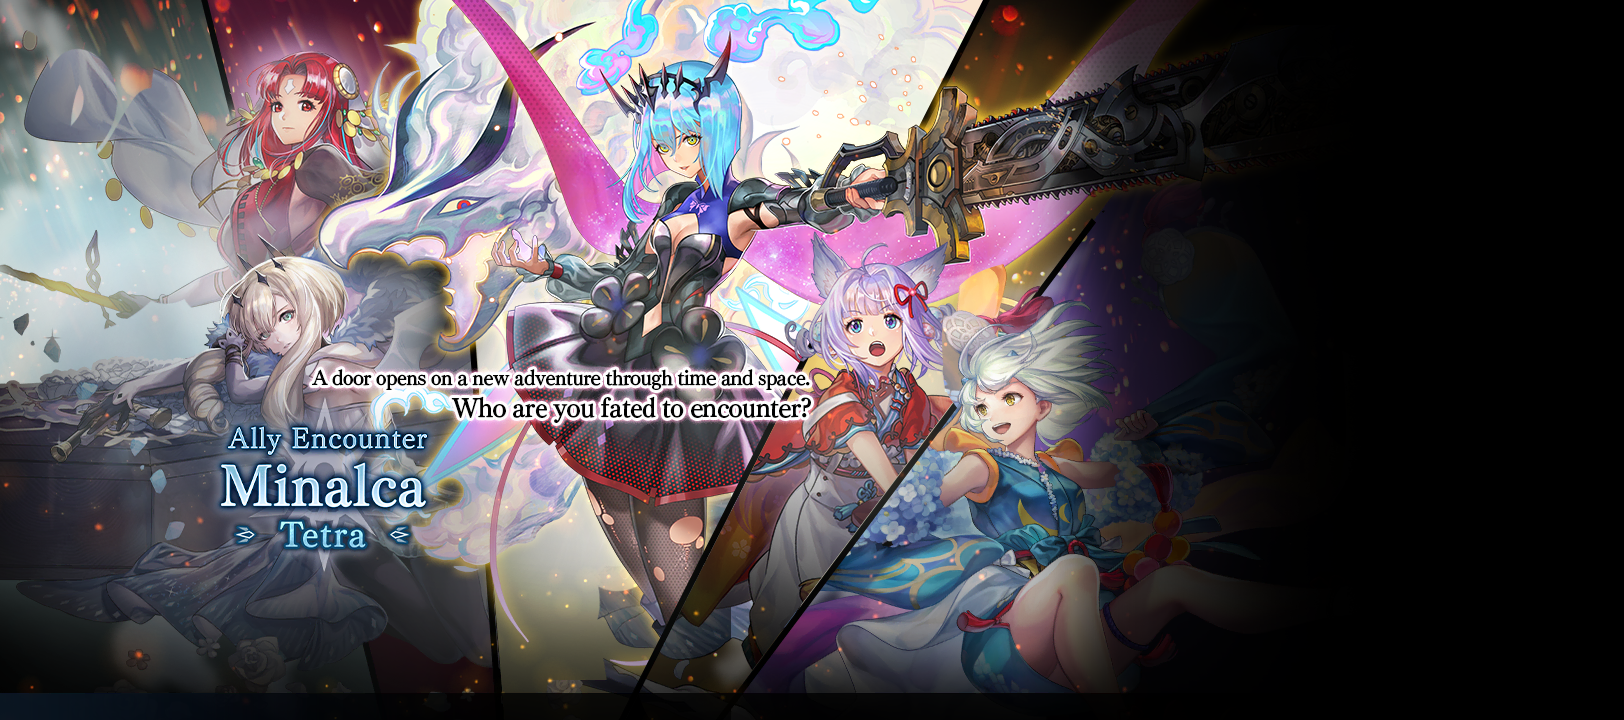 A door opens on a new adventure through time and space.
Who are you fated to encounter?
Ally Encounter
Minalca
Tetra